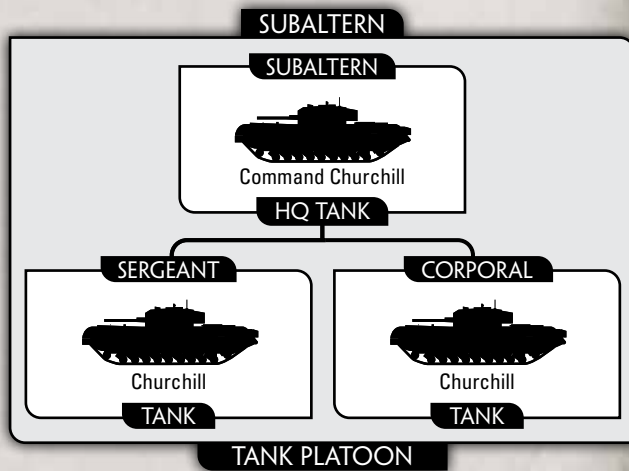 SUBALTERN
SUBALTERN
Command Churchill
HQ TANK
SERGEANT
CORPORAL
Churchill
Churchill
TANK
TANK
TANK PLATOON